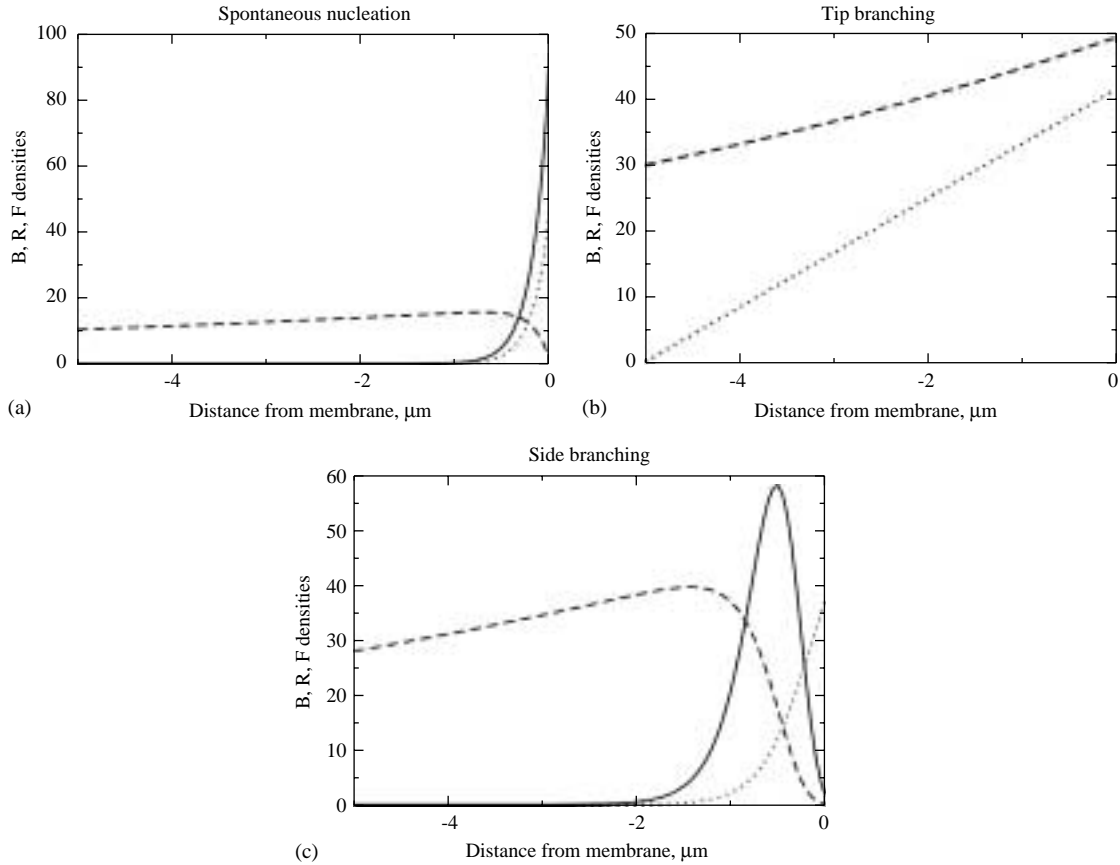 Spontaneous nucleation
100
80
60
40
20
0
B, R, F densities
-4
-2
0
Distance from membrane, μm
(a)
Tip branching
50
40
30
20
10
0
B, R, F densities
-4
-2
0
Distance from membrane, μm
(b)
Side branching
60
50
40
30
20
10
0
B, R, F densities
-4
-2
0
Distance from membrane, μm
(c)